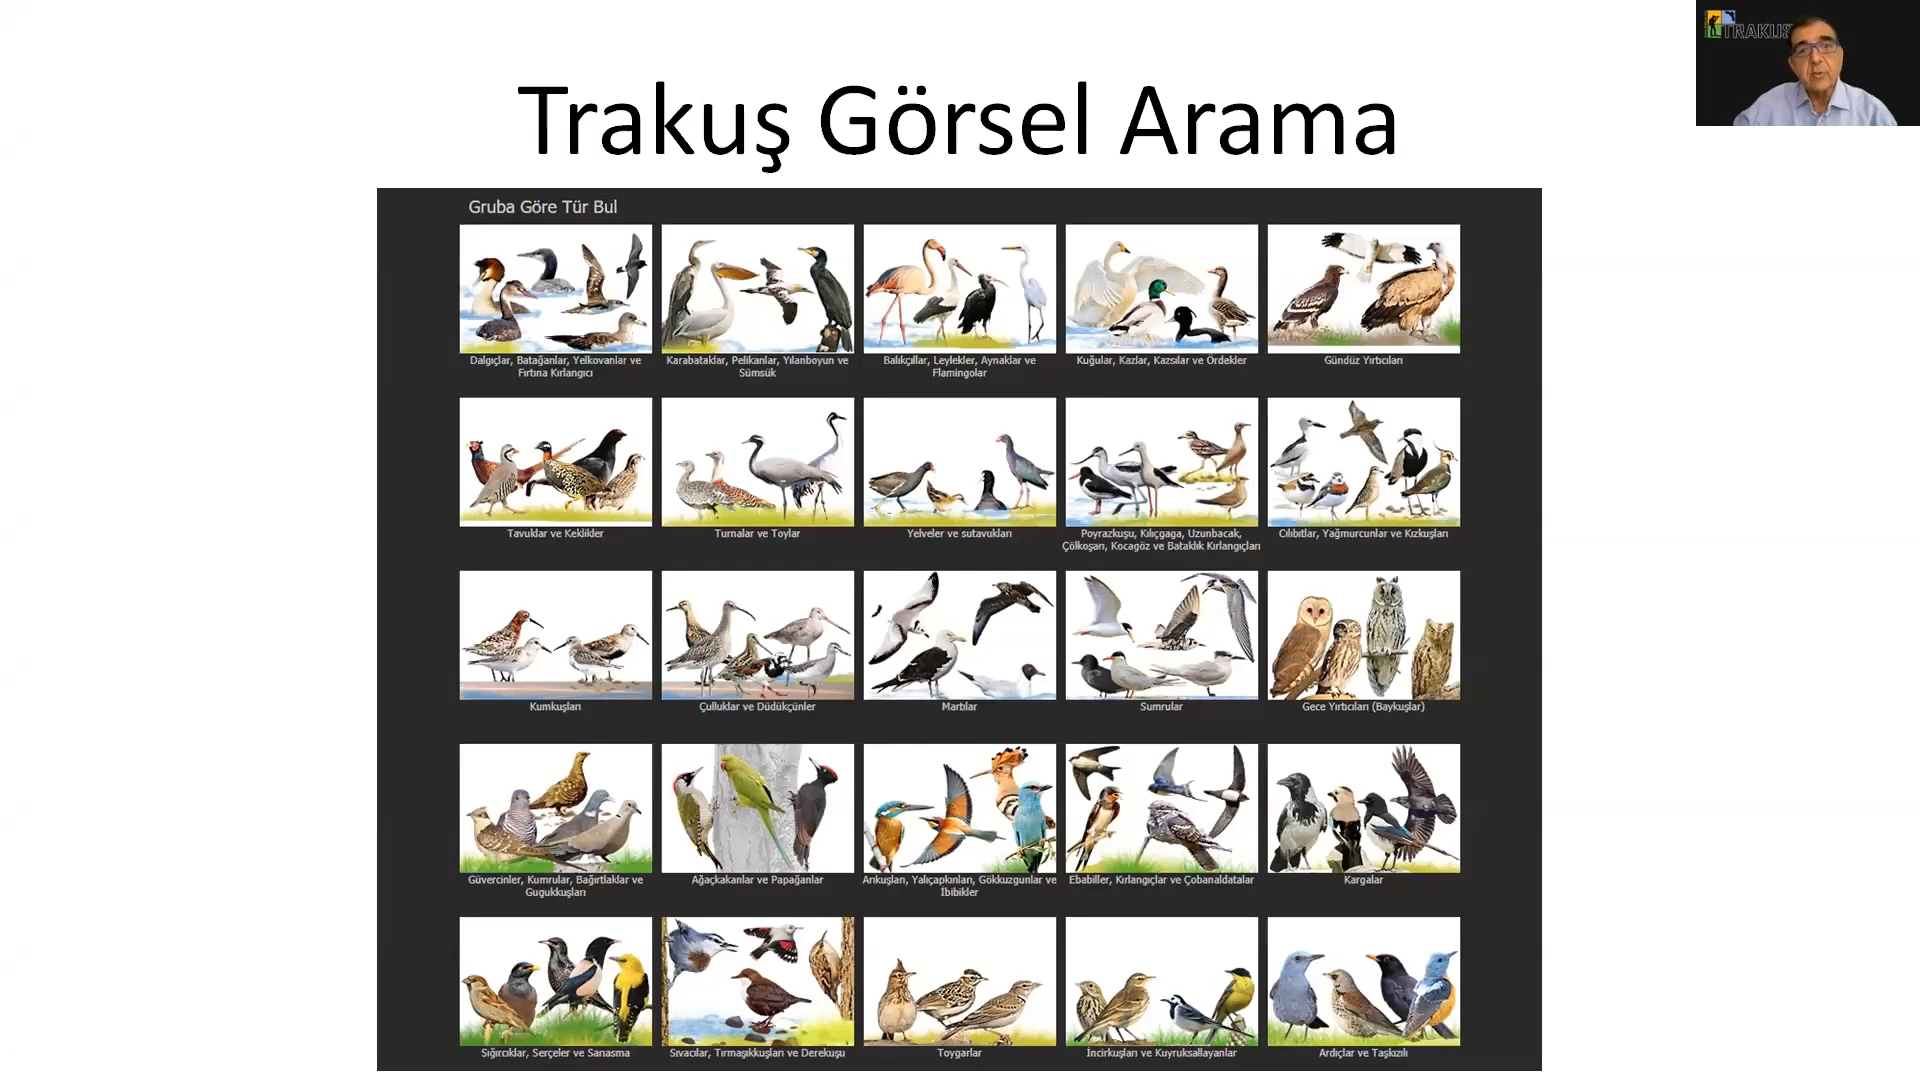 TRAKUŞ
Trakuş Görsel Arama
Gruba Göre Tür Bul
Dalgıçlar, Batağanlar, Yelkovanlar ve
Fırtına Kırlangıcı
Karabataklar, Pelikanlar, Yılanboyun ve
Sümsük
Balıkçıllar, Leylekler, Aynaklar ve
Flamingolar
Kuğular, Kazlar, Kazsılar ve Ördekler
Gündüz Yırtıcıları
Tavuklar ve Keklikler
Turnalar ve Toylar
Yelveler ve sutavukları
Poyrazkuşu, Kılıçgaga, Uzunbacak,
Çölkoşarı, Kocagöz ve Bataklık Kırlangıçları
Cılıbıtlar, Yağmurcunlar ve Kızkuşları
Kumkuşları
Çulluklar ve Düdükçünler
Martılar
Sumrular
Gece Yırtıcıları (Baykuşlar)
Güvercinler, Kumrular, Bağırtlaklar ve
Gugukkuşları
Ağaçkakanlar ve Papağanlar
Arıkuşları, Yalıçapkınları, Gökkuzgunlar ve
İbibikler
Ebabiller, Kırlangıçlar ve Çobanaldatalar
Kargalar
Sığırcıklar, Serçeler ve Sarıasma
Sıvacılar, Tırmaşıkkuşları ve Derekuşu
Toygarlar
İncirkuşları ve Kuyruksallayanlar
Ardıçlar ve Taşkızılı